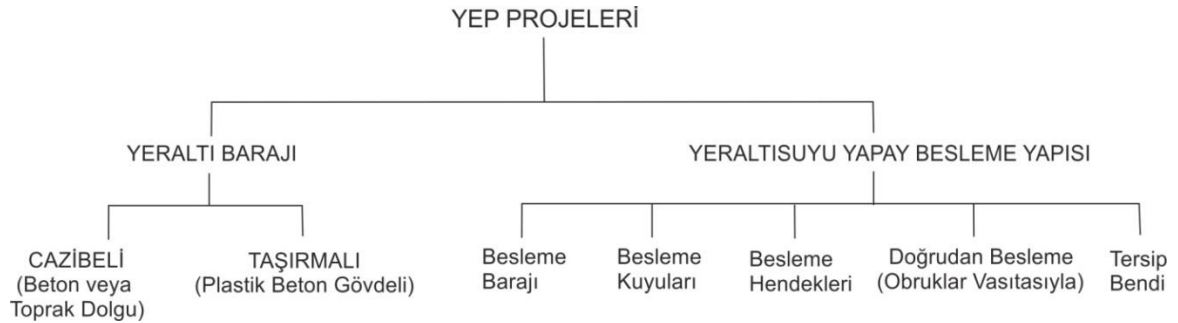 YEP PROJELERİ
YERALTI BARAJI
YERALTISUYU YAPAY BESLEME YAPISI
CAZİBELİ
(Beton veya
Toprak Dolgu)
TAŞIRMALI
(Plastik Beton Gövdeli)
Besleme
Barajı
Besleme
Kuyuları
Besleme
Hendekleri
Doğrudan Besleme
(Obruklar Vasıtasıyla)
Tersip
Bendi